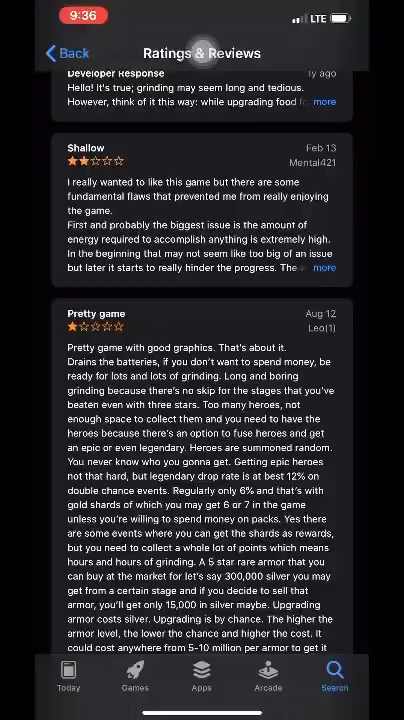 9:36
LTE
Back
Ratings & Reviews
Developer Response
1y ago
Hello! It's true; grinding may seem long and tedious.
However, think of it this way: while upgrading food
more
Shallow
Feb 13
Mental421
I really wanted to like this game but there are some
fundamental flaws that prevented me from really enjoying
the game.
First and probably the biggest issue is the amount of
energy required to accomplish anything is extremely high.
In the beginning that may not seem like too big of an issue
but later it starts to really hinder the progress. The
more
Pretty game
Aug 12
Leo(1)
Pretty game with good graphics. That's about it.
Drains the batteries, if you don't want to spend money, be
ready for lots and lots of grinding. Long and boring
grinding because there's no skip for the stages that you've
beaten even with three stars. Too many heroes, not
enough space to collect them and you need to have the
heroes because there's an option to fuse heroes and get
an epic or even legendary. Heroes are summoned random.
You never know who you gonna get. Getting epic heroes
not that hard, but legendary drop rate is at best 12% on
double chance events. Regularly only 6% and that's with
gold shards of which you may get 6 or 7 in the game
unless you're willing to spend money on packs. Yes there
are some events where you can get the shards as rewards,
but you need to collect a whole lot of points which means
hours and hours of grinding. A 5 star rare armor that you
can buy at the market for let's say 300,000 silver you may
get from a certain stage and if you decide to sell that
armor, you'll get only 15,000 in silver maybe. Upgrading
armor costs silver. Upgrading is by chance. The higher the
armor level, the lower the chance and higher the cost. It
could cost anywhere from 5-10 million per armor to get it
Today
Games
Apps
Arcade
Search